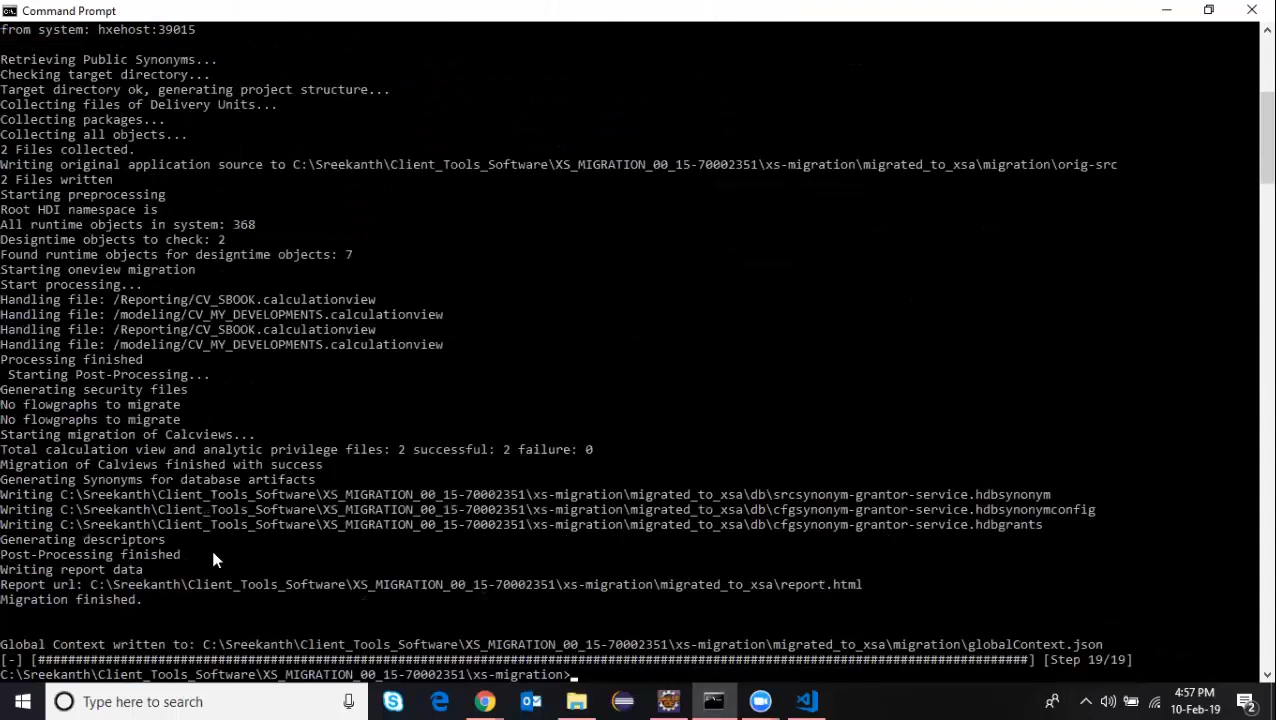 Command Prompt
from system: hxehost:39015
Retrieving Public Synonyms...
Checking target directory...
Target directory ok, generating project structure...
Collecting files of Delivery Units...
Collecting packages...
Collecting all objects...
2 Files collected.
Writing original application source to C:\Sreekanth\Client_Tools_Software\XS_MIGRATION_00_15-70002351\xs-migration\migrated_to_xsa\migration\orig-src
2 Files written
Starting preprocessing
Root HDI namespace is
All runtime objects in system: 368
Designtime objects to check: 2
Found runtime objects for designtime objects: 7
Starting oneview migration
Start processing...
Handling file: /Reporting/CV_SBOOK.calculationview
Handling file: /modeling/CV_MY_DEVELOPMENTS.calculationview
Handling file: /Reporting/CV_SBOOK.calculationview
Handling file: /modeling/CV_MY_DEVELOPMENTS.calculationview
Processing finished
Starting Post-Processing...
Generating security files
No flowgraphs to migrate
No flowgraphs to migrate
Starting migration of Calcviews...
Total calculation view and analytic privilege files: 2 successful: 2 failure: 0
Migration of Calviews finished with success
Generating Synonyms for database artifacts
Writing C:\Sreekanth\Client_Tools_Software\XS_MIGRATION_00_15-70002351\xs-migration\migrated_to_xsa\db\srcsynonym-grantor-service.hdbsynonym
Writing C:\Sreekanth\Client_Tools_Software\XS_MIGRATION_00_15-70002351\xs-migration\migrated_to_xsa\db\cfgsynonym-grantor-service.hdbsynonymconfig
Writing C:\Sreekanth\Client_Tools_Software\XS_MIGRATION_00_15-70002351\xs-migration\migrated_to_xsa\db\cfgsynonym-grantor-service.hdbgrants
Generating descriptors
Post-Processing finished
Writing report data
Report url: C:\Sreekanth\Client_Tools_Software\XS_MIGRATION_00_15-70002351\xs-migration\migrated_to_xsa\report.html
Migration finished.
Global Context written to: C:\Sreekanth\Client_Tools_Software\XS_MIGRATION_00_15-70002351\xs-migration\migrated_to_xsa\migration\globalContext.json
[-] [####################################################################################################################################] [Step 19/19]
C:\Sreekanth\Client_Tools_Software\XS_MIGRATION_00_15-70002351\xs-migration>
Type here to search
4:57 PM
10-Feb-19
2